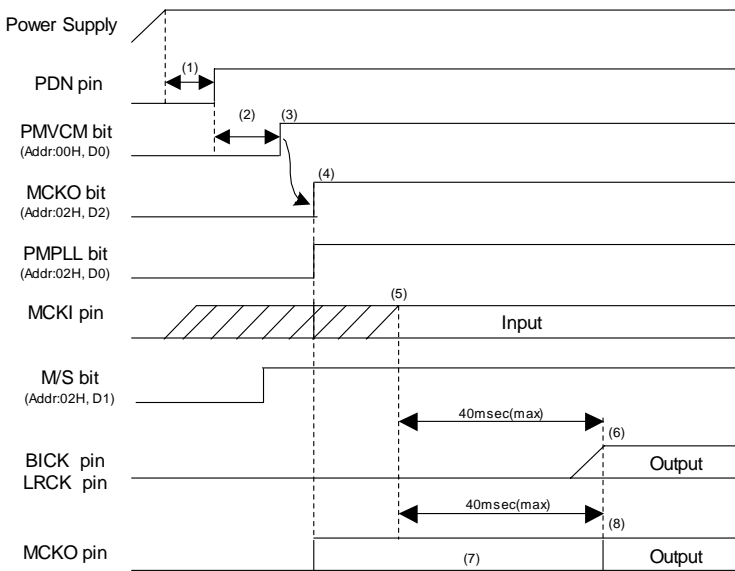 Power Supply
(1)
PDN pin
(2)
(3)
PMVCM bit
(Addr:00H, D0)
(4)
MCKO bit
(Addr:02H, D2)
PMPLL bit
(Addr:02H, D0)
(5)
MCKI pin
Input
M/S bit
(Addr:02H, D1)
40msec(max)
(6)
BICK pin
Output
LRCK pin
40msec(max)
(8)
MCKO pin
(7)
Output